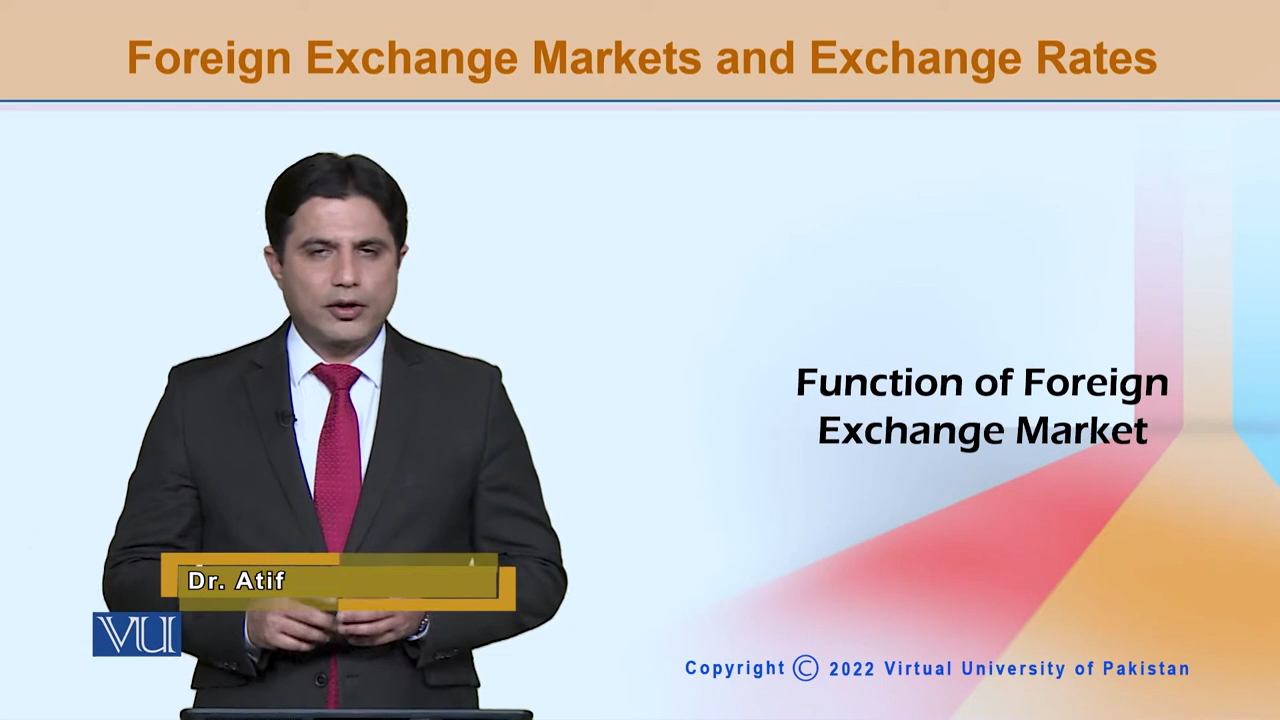 Foreign Exchange Markets and Exchange Rates
Function of Foreign
Exchange Market
Dr. Atif
VU
Copyright © 2022 Virtual University of Pakistan